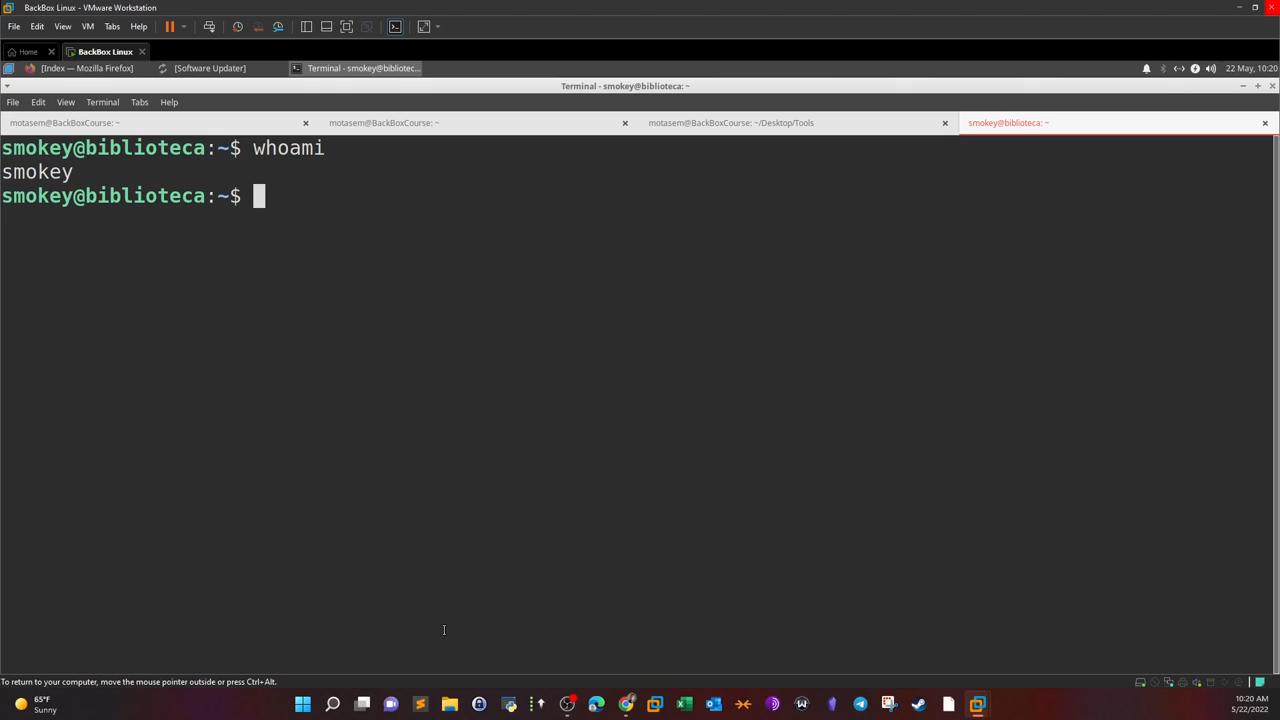 BackBox Linux - VMware Workstation
File Edit View VM Tabs Help
Home BackBox Linux
[Index — Mozilla Firefox] [Software Updater] Terminal - smokey@bibliotec... 22 May, 10:20
Terminal - smokey@biblioteca: ~
File Edit View Terminal Tabs Help
motasem@BackBoxCourse: ~ motasem@BackBoxCourse: ~ motasem@BackBoxCourse: ~/Desktop/Tools smokey@biblioteca: ~
smokey@biblioteca:~$ whoami
smokey
smokey@biblioteca:~$
To return to your computer, move the mouse pointer outside or press Ctrl+Alt.
65°F
Sunny
10:20 AM
5/22/2022